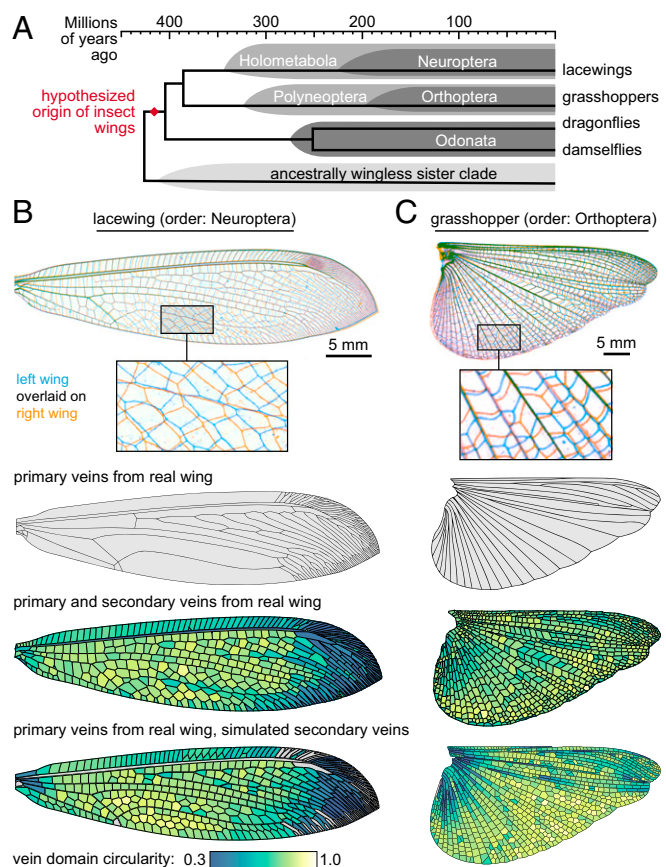 A
Millions of years ago
400 300 200 100
Holometabola
Neuroptera
lacewings
hypothesized
origin of insect
wings
Polyneoptera
Orthoptera
grasshoppers
dragonflies
Odonata
damselflies
ancestrally wingless sister clade
B
lacewing (order: Neuroptera)
5 mm
left wing
overlaid on
right wing
C
grasshopper (order: Orthoptera)
5 mm
primary veins from real wing
primary and secondary veins from real wing
primary veins from real wing, simulated secondary veins
vein domain circularity: 0.3 1.0